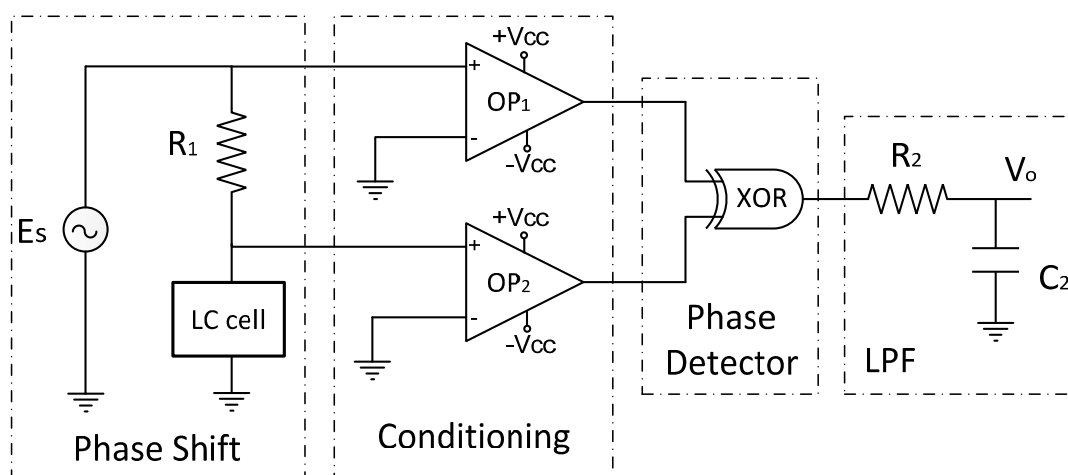 +Vcc
+
OP1
-
-Vcc
R1
Es
+Vcc
+
OP2
-
-Vcc
LC cell
XOR
R2
Vo
C2
Phase Shift
Conditioning
Phase
Detector
LPF